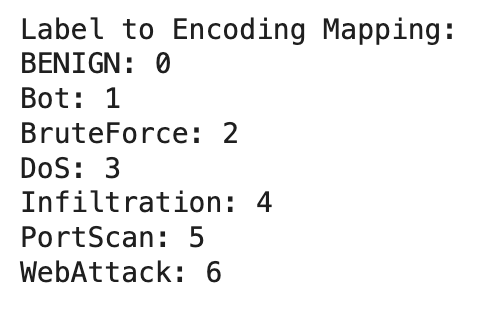 Label to Encoding Mapping:
BENIGN: 0
Bot: 1
BruteForce: 2
DoS: 3
Infiltration: 4
PortScan: 5
WebAttack: 6